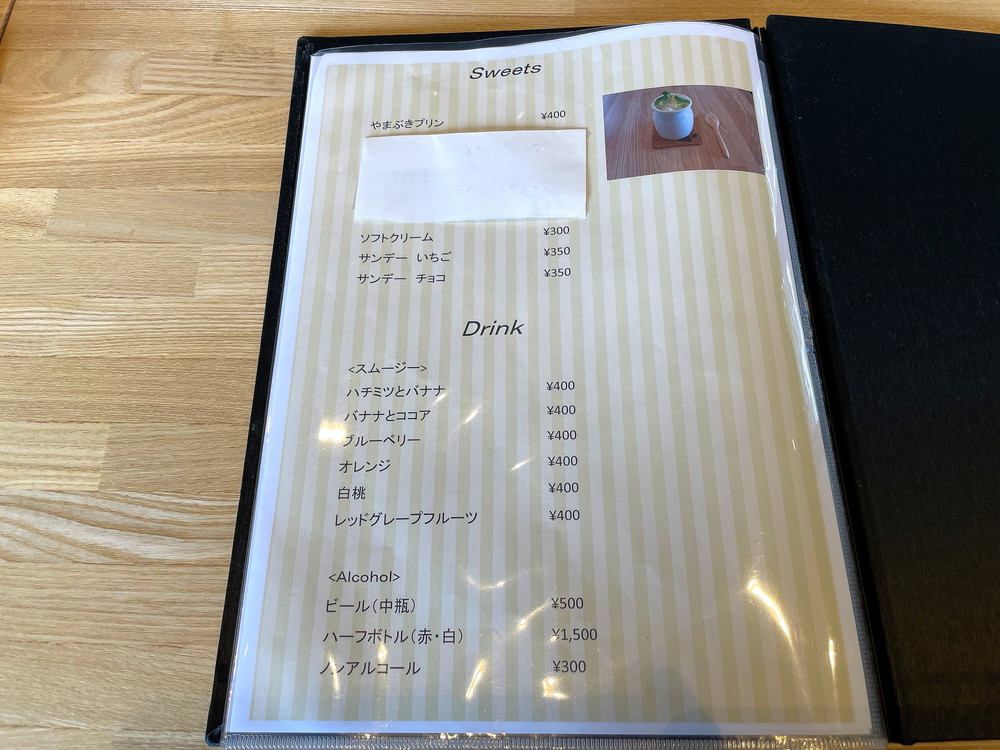 Sweets
やまぶきプリン ¥400
ソフトクリーム ¥300
サンデー いちご ¥350
サンデー チョコ ¥350
Drink
<スムージー>
ハチミツとバナナ ¥400
バナナとココア ¥400
ブルーベリー ¥400
オレンジ ¥400
白桃 ¥400
レッドグレープフルーツ ¥400
<Alcohol>
ビール（中瓶） ¥500
ハーフボトル（赤・白） ¥1,500
ノンアルコール ¥300